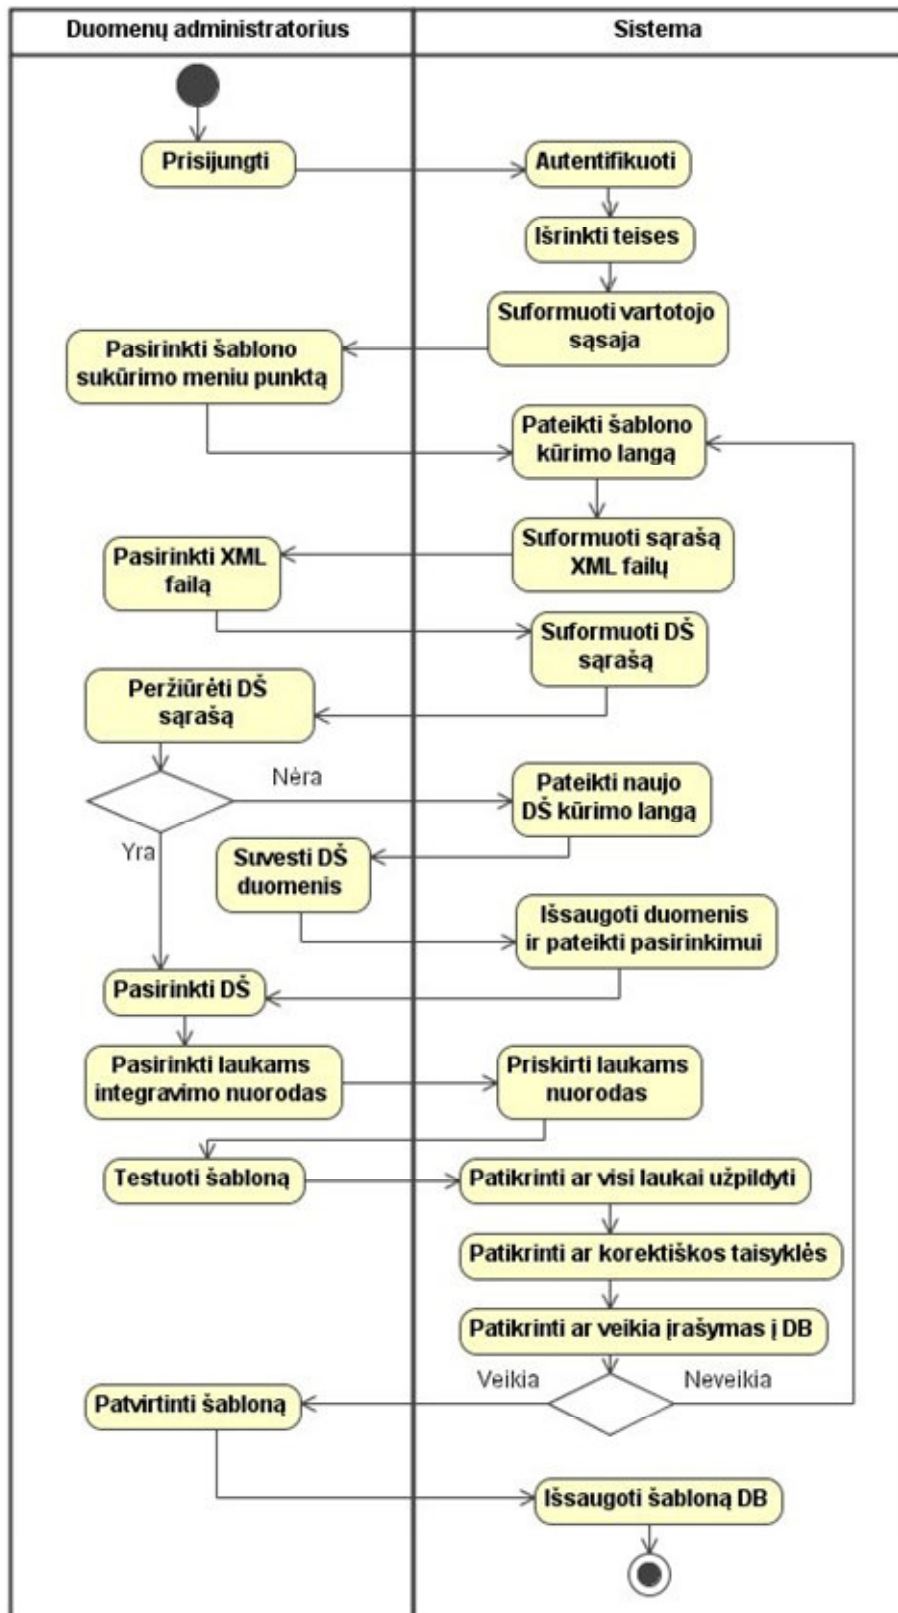 Duomenų administratorius
Sistema
Prisijungti
Autentifikuoti
Išrinkti teises
Suformuoti vartotojo
sąsaja
Pasirinkti šablono
sukūrimo meniu punktą
Pateikti šablono
kūrimo langą
Suformuoti sąrašą
XML failų
Pasirinkti XML
failą
Suformuoti DŠ
sąrašą
Peržiūrėti DŠ
sąrašą
Nėra
Yra
Pateikti naujo
DŠ kūrimo langą
Suvesti DŠ
duomenis
Išsaugoti duomenis
ir pateikti pasirinkimui
Pasirinkti DŠ
Pasirinkti laukams
integravimo nuorodas
Priskirti laukams
nuorodas
Testuoti šabloną
Patikrinti ar visi laukai užpildyti
Patikrinti ar korektiškos taisyklės
Patikrinti ar veikia įrašymas į DB
Veikia
Neveikia
Patvirtinti šabloną
Išsaugoti šabloną DB